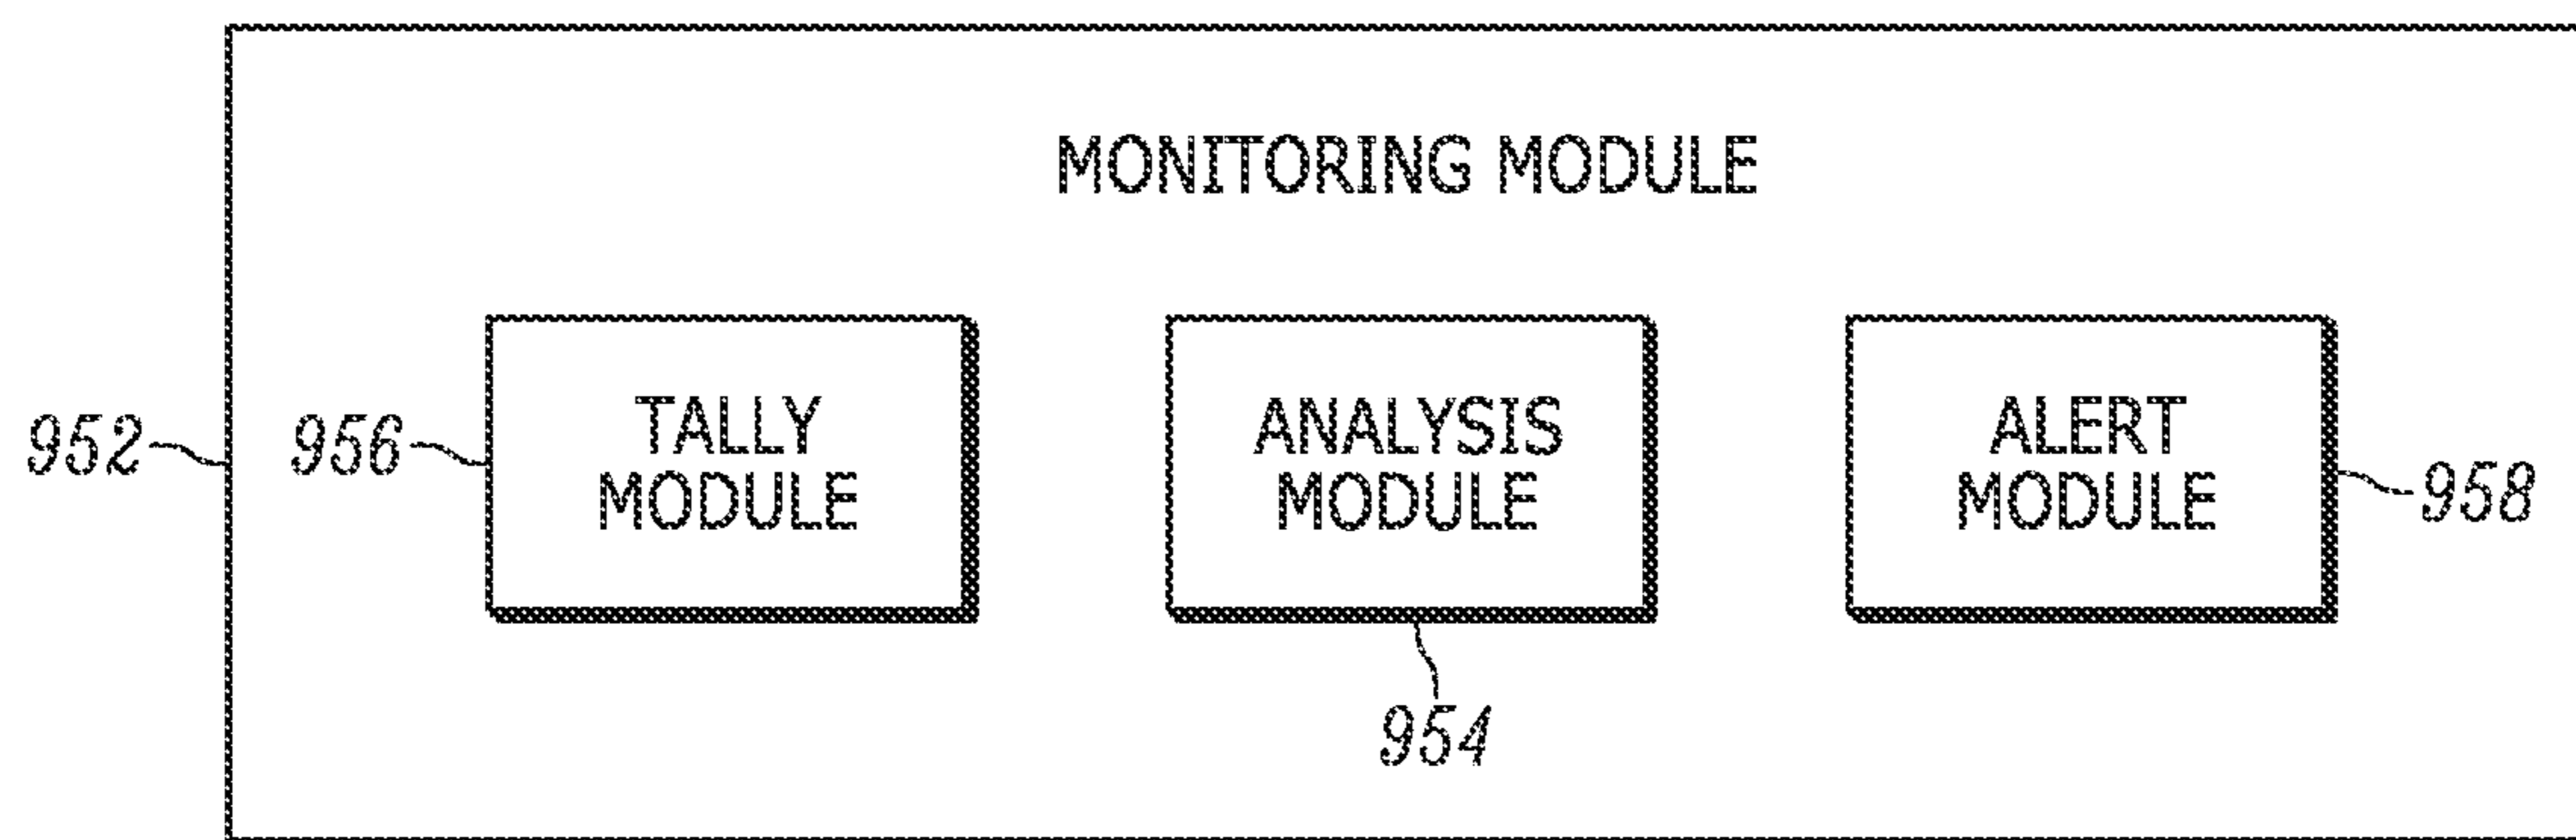 MONITORING MODULE
952
956
TALLY
MODULE
ANALYSIS
MODULE
ALERT
MODULE
958
954